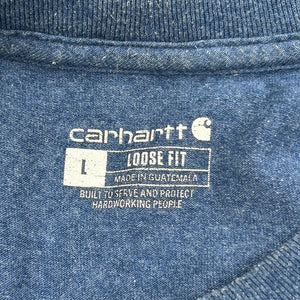 carhartt
L LOOSE FIT
MADE IN GUATEMALA
BUILT TO SERVE AND PROTECT
HARDWORKING PEOPLE